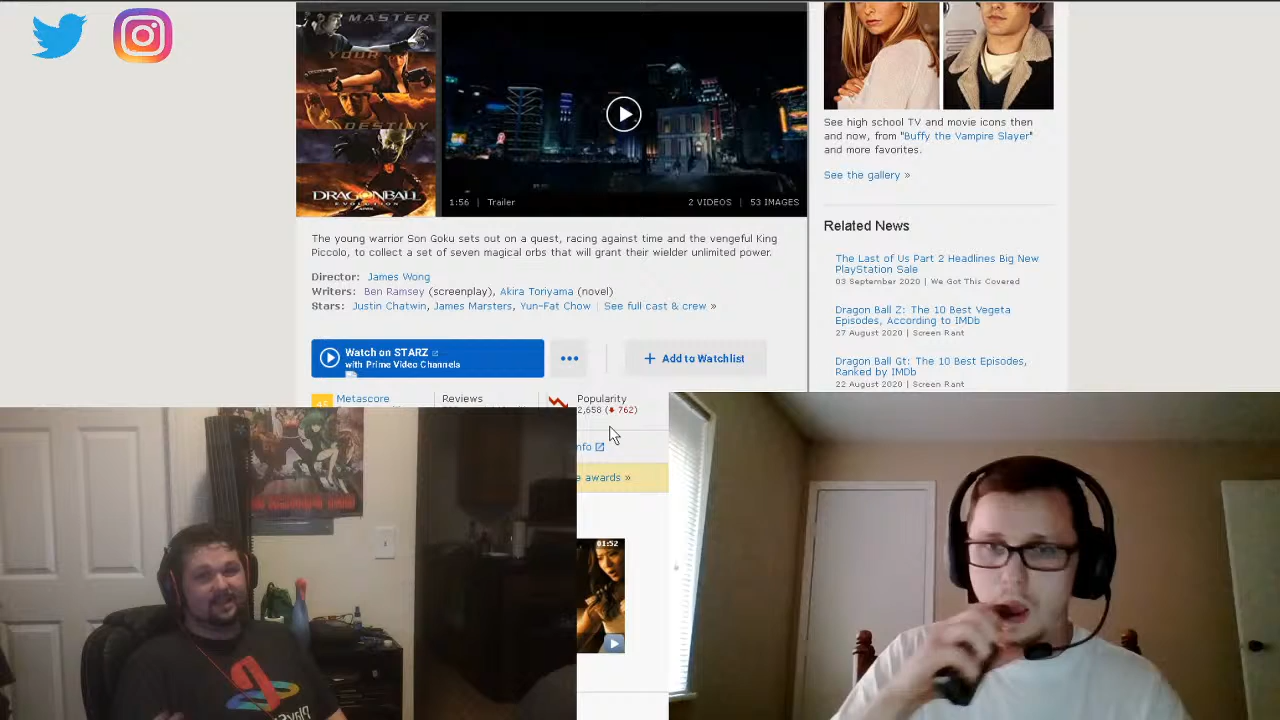 MASTER
YOUR
DESTINY
DRAGONBALL
EVOLUTION
1:56 | Trailer
2 VIDEOS | 53 IMAGES
The young warrior Son Goku sets out on a quest, racing against time and the vengeful King
Piccolo, to collect a set of seven magical orbs that will grant their wielder unlimited power.
Director: James Wong
Writers: Ben Ramsey (screenplay), Akira Toriyama (novel)
Stars: Justin Chatwin, James Marsters, Yun-Fat Chow | See full cast & crew »
Watch on STARZ
with Prime Video Channels
Add to Watchlist
45
Metascore
Reviews
Popularity
2,658 (762)
nfo
e awards »
01:52
See high school TV and movie icons then
and now, from "Buffy the Vampire Slayer"
and more favorites.
See the gallery »
Related News
The Last of Us Part 2 Headlines Big New
PlayStation Sale
03 September 2020 | We Got This Covered
Dragon Ball Z: The 10 Best Vegeta
Episodes, According to IMDb
27 August 2020 | Screen Rant
Dragon Ball Gt: The 10 Best Episodes,
Ranked by IMDb
22 August 2020 | Screen Rant